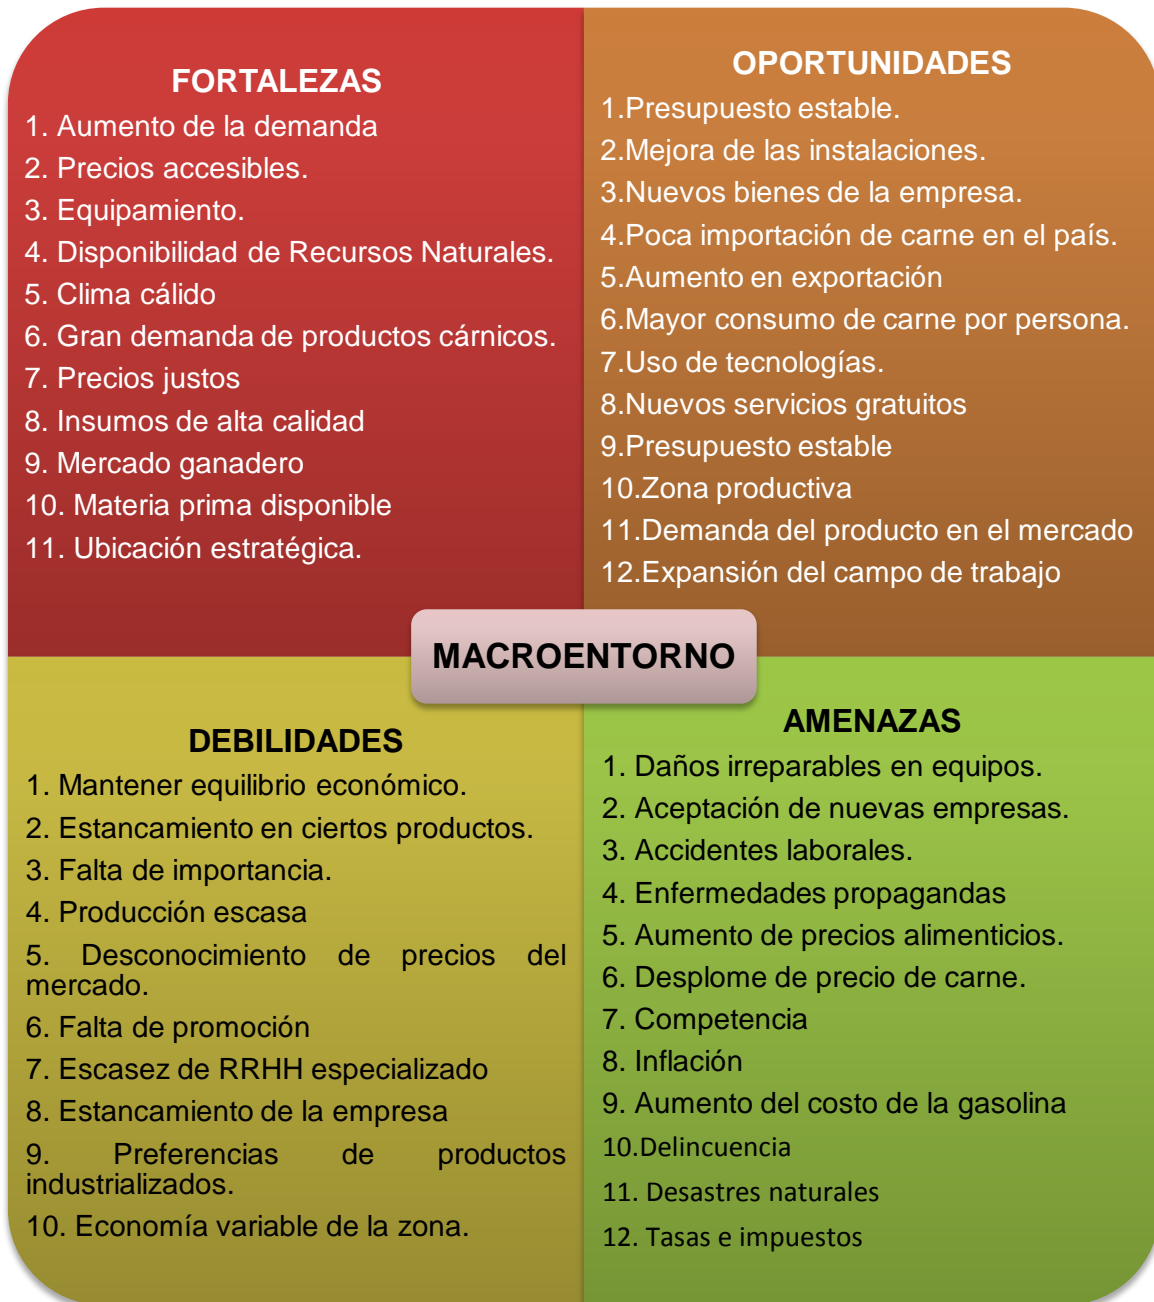 FORTALEZAS
1. Aumento de la demanda
2. Precios accesibles.
3. Equipamiento.
4. Disponibilidad de Recursos Naturales.
5. Clima cálido
6. Gran demanda de productos cárnicos.
7. Precios justos
8. Insumos de alta calidad
9. Mercado ganadero
10. Materia prima disponible
11. Ubicación estratégica.
OPORTUNIDADES
1.Presupuesto estable.
2.Mejora de las instalaciones.
3.Nuevos bienes de la empresa.
4.Poca importación de carne en el país.
5.Aumento en exportación
6.Mayor consumo de carne por persona.
7.Uso de tecnologías.
8.Nuevos servicios gratuitos
9.Presupuesto estable
10.Zona productiva
11.Demanda del producto en el mercado
12.Expansión del campo de trabajo
MACROENTORNO
DEBILIDADES
1. Mantener equilibrio económico.
2. Estancamiento en ciertos productos.
3. Falta de importancia.
4. Producción escasa
5. Desconocimiento de precios del
mercado.
6. Falta de promoción
7. Escasez de RRHH especializado
8. Estancamiento de la empresa
9. Preferencias de productos
industrializados.
10. Economía variable de la zona.
AMENAZAS
1. Daños irreparables en equipos.
2. Aceptación de nuevas empresas.
3. Accidentes laborales.
4. Enfermedades propagandas
5. Aumento de precios alimenticios.
6. Desplome de precio de carne.
7. Competencia
8. Inflación
9. Aumento del costo de la gasolina
10.Delincuencia
11. Desastres naturales
12. Tasas e impuestos